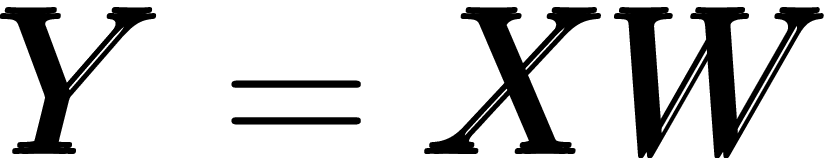 Y = XW